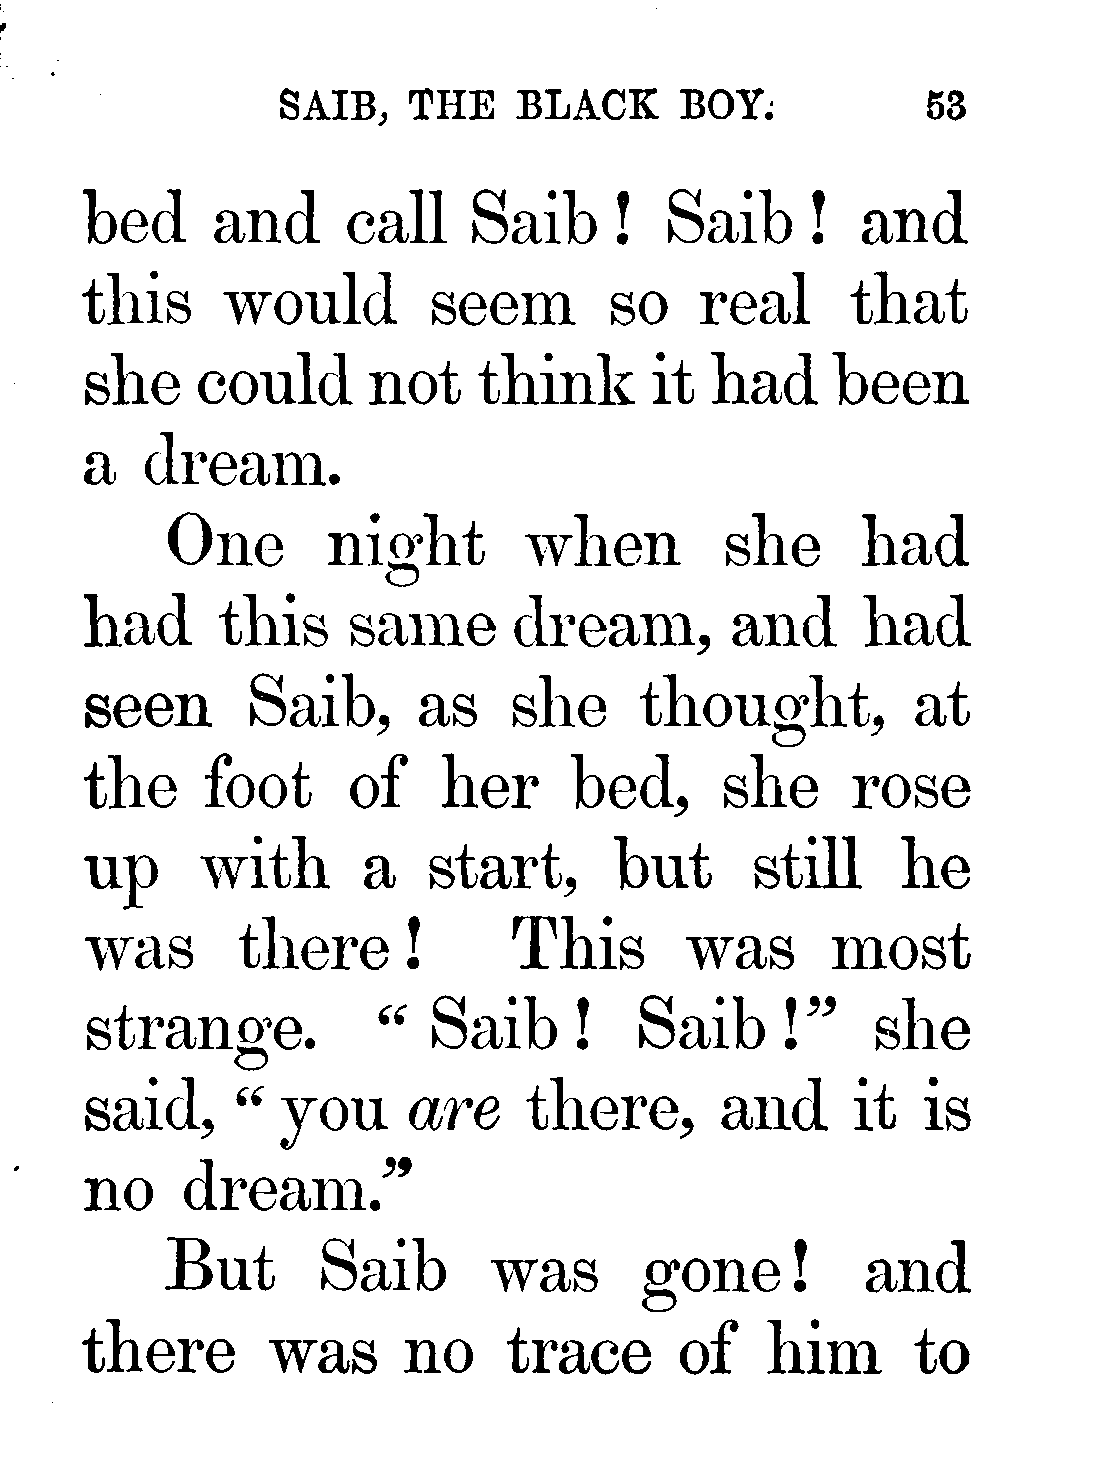 SAIB, THE BLACK BOY. 53
bed and call Saib! Saib! and
this would seem so real that
she could not think it had been
a dream.
One night when she had
had this same dream, and had
seen Saib, as she thought, at
the foot of her bed, she rose
up with a start, but still he
was there! This was most
strange. "Saib! Saib!" she
said, "you are there, and it is
no dream."
But Saib was gone! and
there was no trace of him to